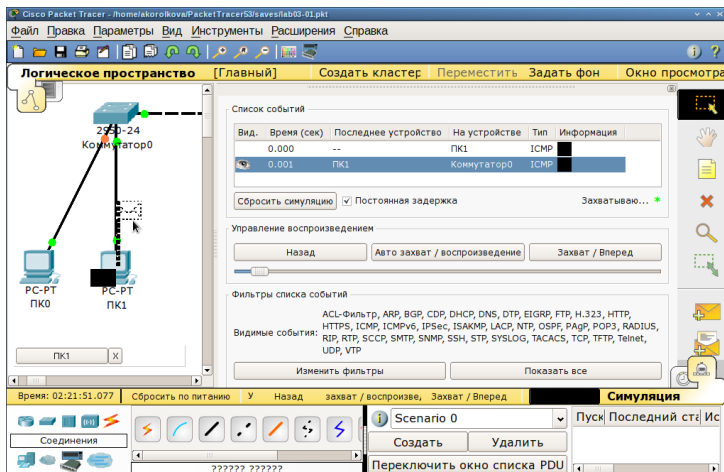 Cisco Packet Tracer - /home/akorolkova/PacketTracer53/saves/lab03-01.pkt
Файл Правка Параметры Вид Инструменты Расширения Справка
Логическое пространство [Главный] Создать кластер Переместить Задать фон Окно просмотра
2950-24
Коммутатор0
PC-PT
ПК0
PC-PT
ПК1
ПК1 X
Список событий
Вид. Время (сек) Последнее устройство На устройстве Тип Информация
0.000 -- ПК1 ICMP
0.001 ПК1 Коммутатор0 ICMP
Сбросить симуляцию Постоянная задержка Захватываю... *
Управление воспроизведением
Назад Авто захват / воспроизведение Захват / Вперед
Фильтры списка событий
Видимые события: ACL-Фильтр, ARP, BGP, CDP, DHCP, DNS, DTP, EIGRP, FTP, H.323, HTTP,
HTTPS, ICMP, ICMPv6, IPSec, ISAKMP, LACP, NTP, OSPF, PAgP, POP3, RADIUS,
RIP, RTP, SCCP, SMTP, SNMP, SSH, STP, SYSLOG, TACACS, TCP, TFTP, Telnet,
UDP, VTP
Изменить фильтры Показать все
Время: 02:21:51.077 Сбросить по питанию У Назад захват / воспроизве, Захват / Вперед Симуляция
Соединения
?????? ??????
Scenario 0
Создать Удалить
Переключить окно списка PDU
Пуск Последний ста Ис